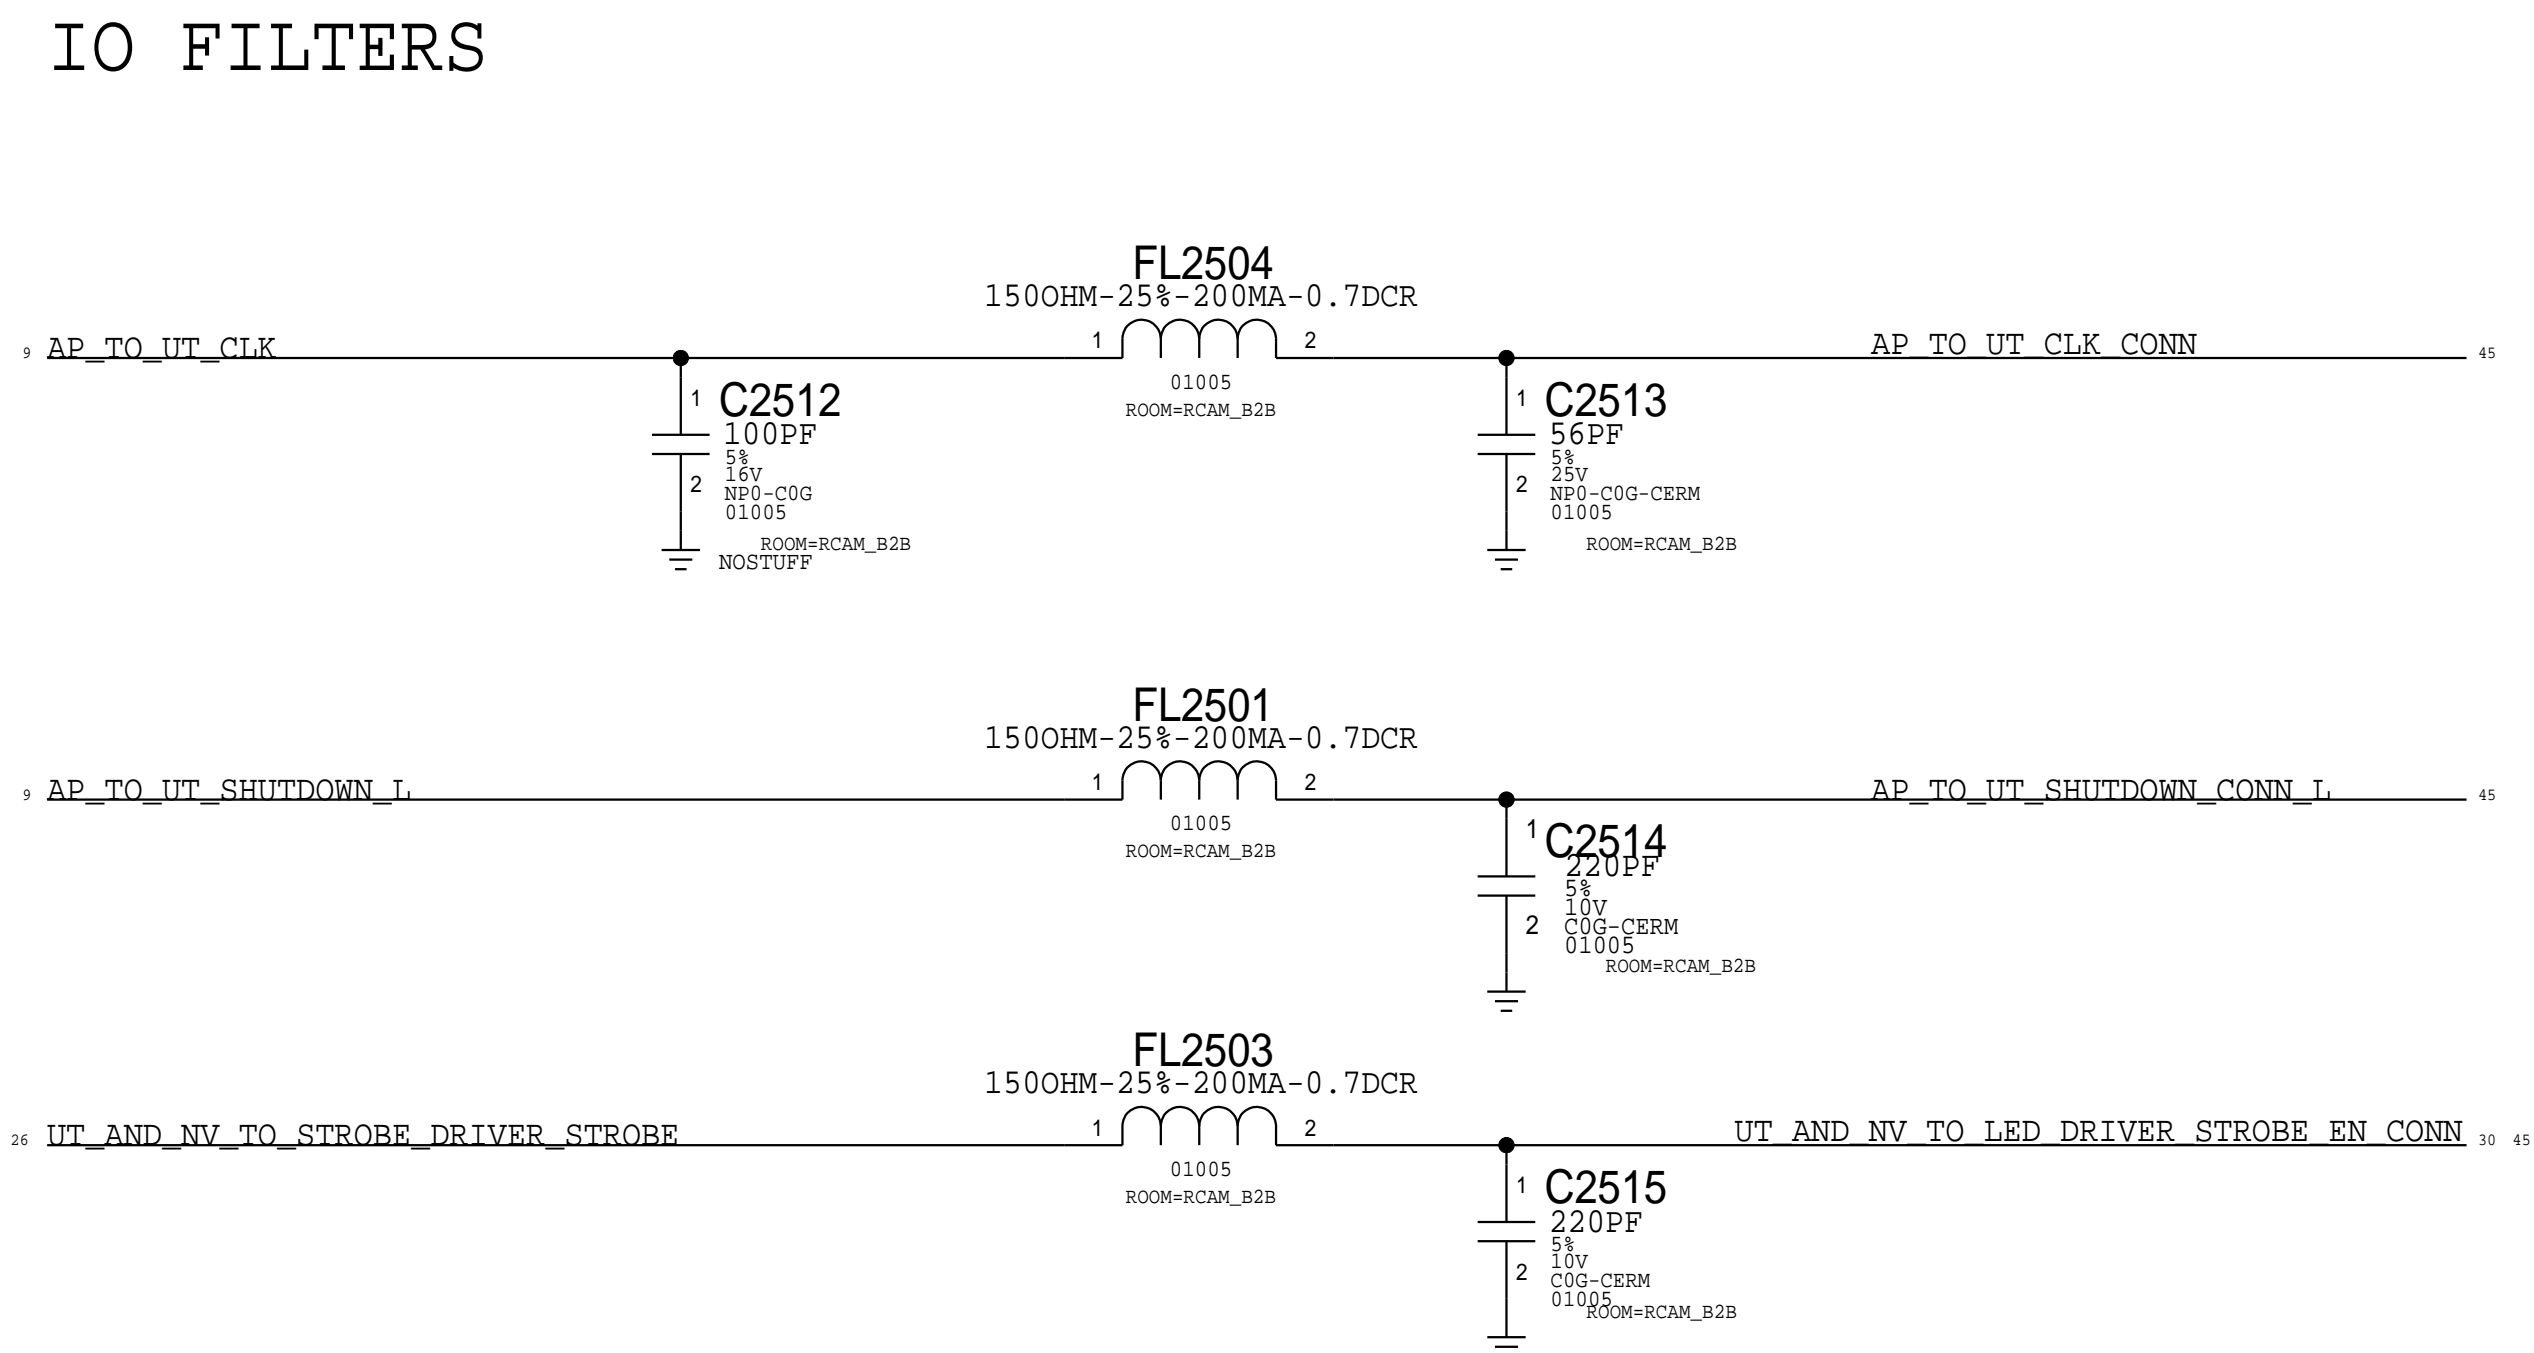 IO FILTERS
FL2504
150OHM-25%-200MA-0.7DCR
9 AP_TO_UT_CLK
1
2
AP_TO_UT_CLK_CONN 45
01005
ROOM=RCAM_B2B
1 C2512
100PF
5%
16V
2 NP0-C0G
01005
ROOM=RCAM_B2B
NOSTUFF
1 C2513
56PF
5%
25V
2 NP0-C0G-CERM
01005
ROOM=RCAM_B2B
FL2501
150OHM-25%-200MA-0.7DCR
9 AP_TO_UT_SHUTDOWN_L
1
2
AP_TO_UT_SHUTDOWN_CONN_L 45
01005
ROOM=RCAM_B2B
1 C2514
220PF
5%
10V
2 C0G-CERM
01005
ROOM=RCAM_B2B
FL2503
150OHM-25%-200MA-0.7DCR
26 UT_AND_NV_TO_STROBE_DRIVER_STROBE
1
2
UT_AND_NV_TO_LED_DRIVER_STROBE_EN_CONN 30 45
01005
ROOM=RCAM_B2B
1 C2515
220PF
5%
10V
2 C0G-CERM
01005
ROOM=RCAM_B2B